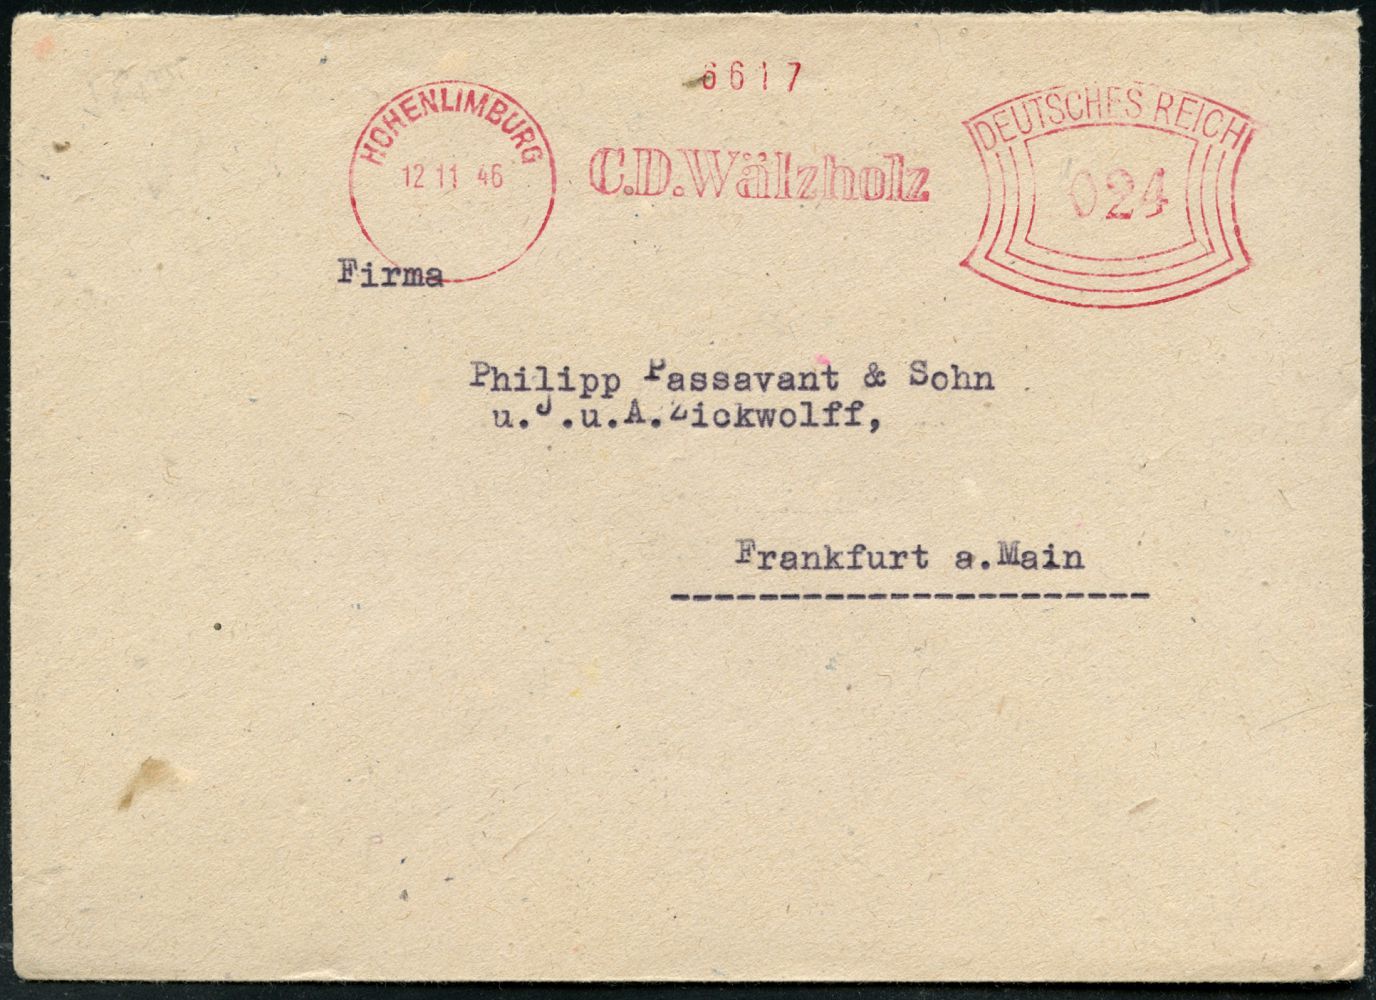 6617
HOHENLIMBURG
12 11 46
C.D.Wälzholz
DEUTSCHES REICH
024
Firma
Philipp Passavant & Sohn
u.J.u.A.Zickwolff,
Frankfurt a.Main